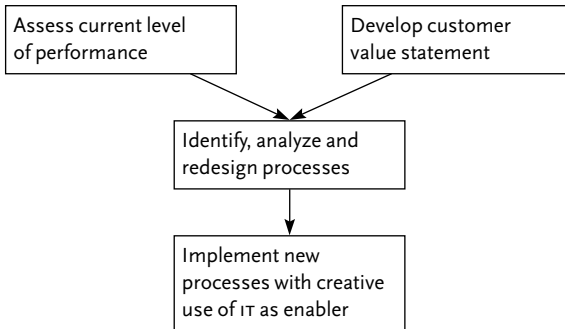 Assess current level
of performance
Develop customer
value statement
Identify, analyze and
redesign processes
Implement new
processes with creative
use of IT as enabler